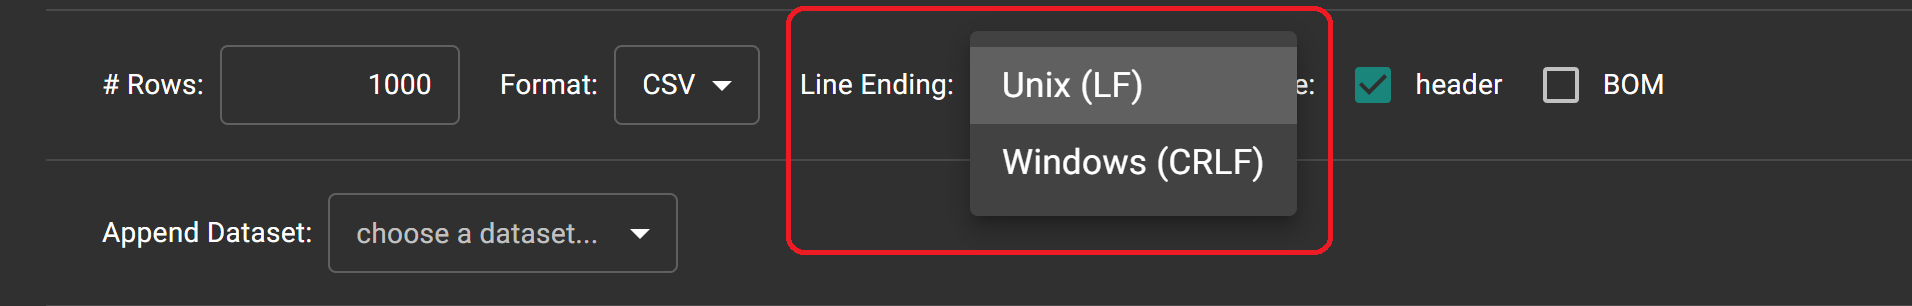 # Rows: 1000 Format: CSV Line Ending: Unix (LF) e: header BOM
Windows (CRLF)
Append Dataset: choose a dataset...